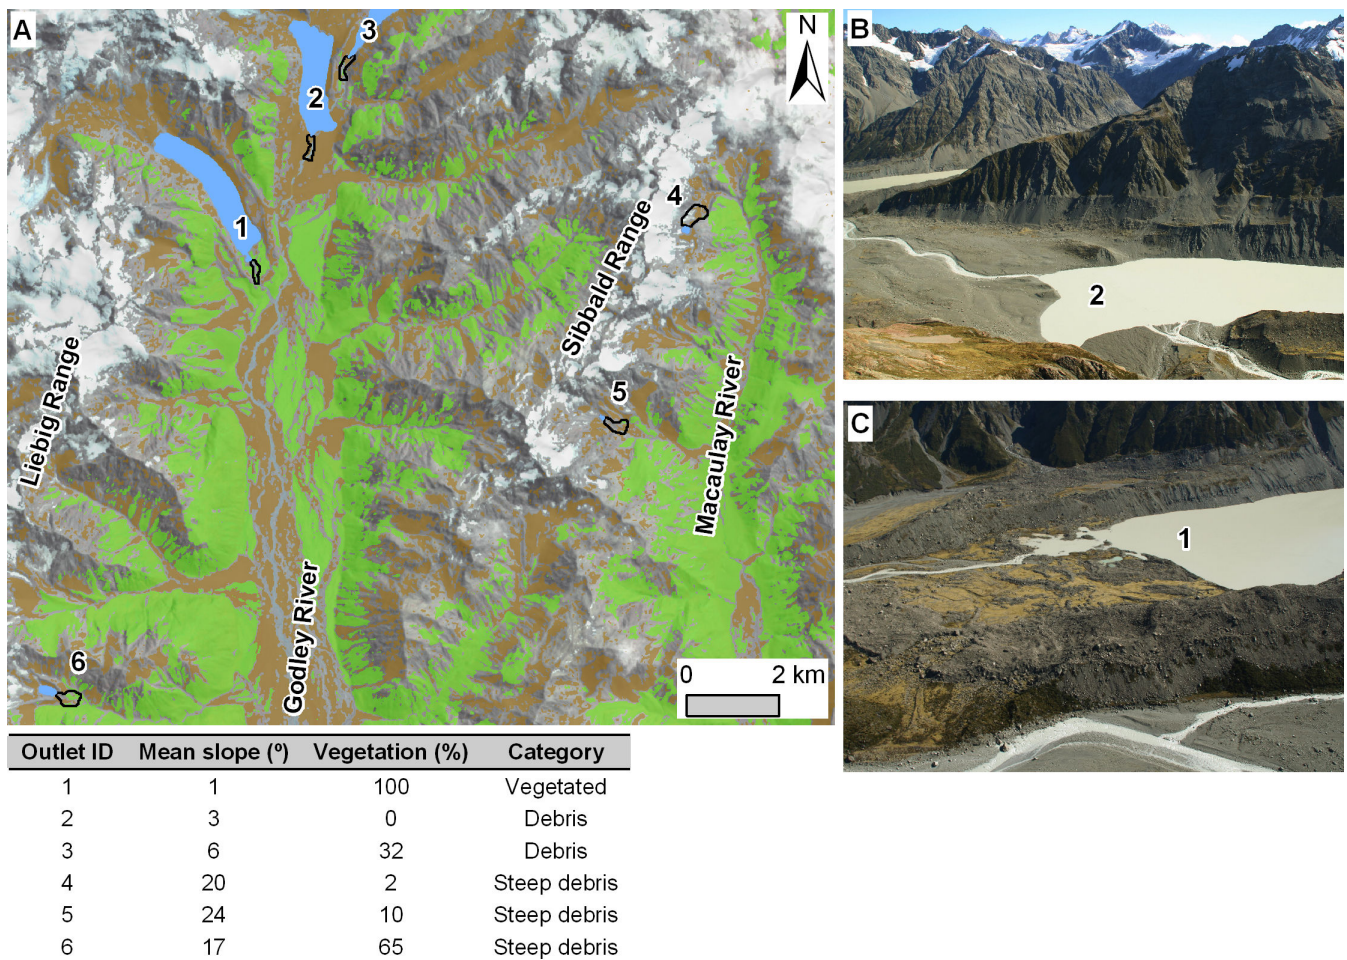 A
N
3
2
1
4
Sibbald Range
Liebig Range
5
Macaulay River
Godley River
6
0 2 km
B
2
C
1
Outlet ID Mean slope (º) Vegetation (%) Category
1 1 100 Vegetated
2 3 0 Debris
3 6 32 Debris
4 20 2 Steep debris
5 24 10 Steep debris
6 17 65 Steep debris